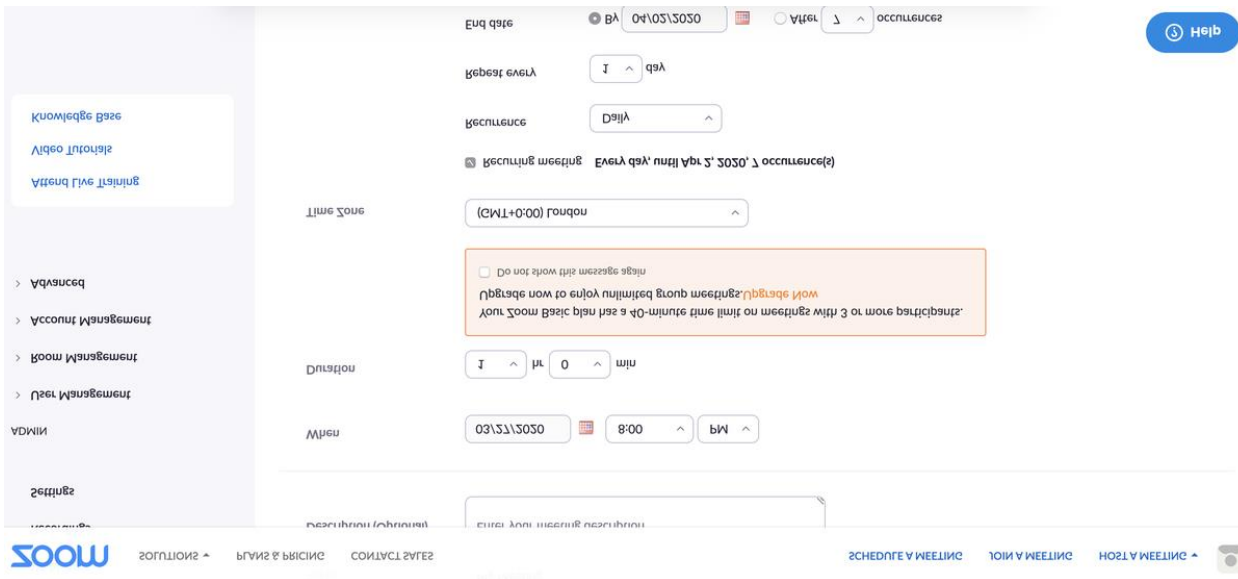 zoom SOLUTIONS PLANS & PRICING CONTACT SALES SCHEDULE A MEETING JOIN A MEETING HOST A MEETING
Recordings
Settings
ADMIN
User Management
Room Management
Account Management
Advanced
Attend Live Training
Video Tutorials
Knowledge Base
Description (Optional) Enter your meeting description
When 03/27/2020 8:00 PM
Duration 1 hr 0 min
Your Zoom Basic plan has a 40-minute time limit on meetings with 3 or more participants.
Upgrade now to enjoy unlimited group meetings.Upgrade Now
Do not show this message again
Time Zone (GMT+0:00) London
Recurring meeting Every day, until Apr 2, 2020, 7 occurrence(s)
Recurrence Daily
Repeat every 1 day
End date By 04/02/2020 After 7 occurrences
Help